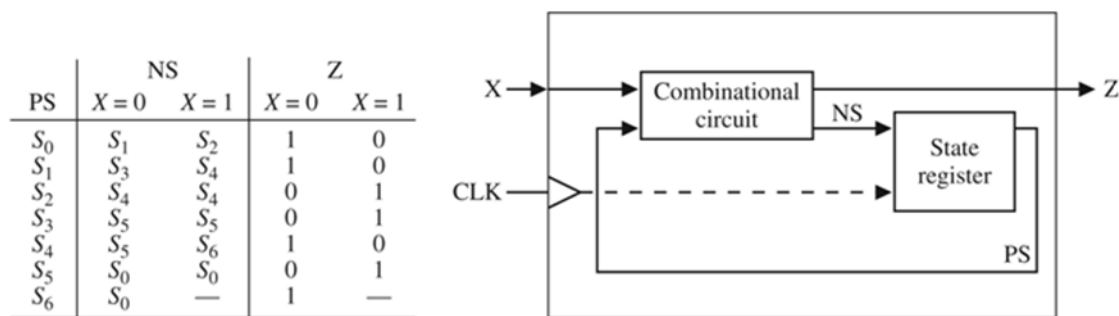 NS Z
PS X = 0 X = 1 X = 0 X = 1
S₀ S₁ S₂ 1 0
S₁ S₃ S₄ 1 0
S₂ S₄ S₄ 0 1
S₃ S₅ S₅ 0 1
S₄ S₅ S₆ 1 0
S₅ S₀ S₀ 0 1
S₆ S₀ — 1 —
X
Combinational
circuit
Z
NS
State
register
CLK
PS